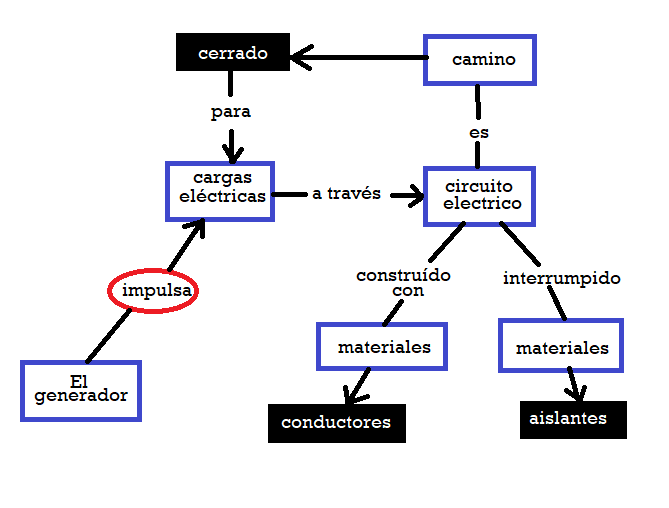 cerrado
camino
para
es
cargas
eléctricas
a través
circuito
electrico
impulsa
construído
con
interrumpido
materiales
materiales
El
generador
conductores
aislantes